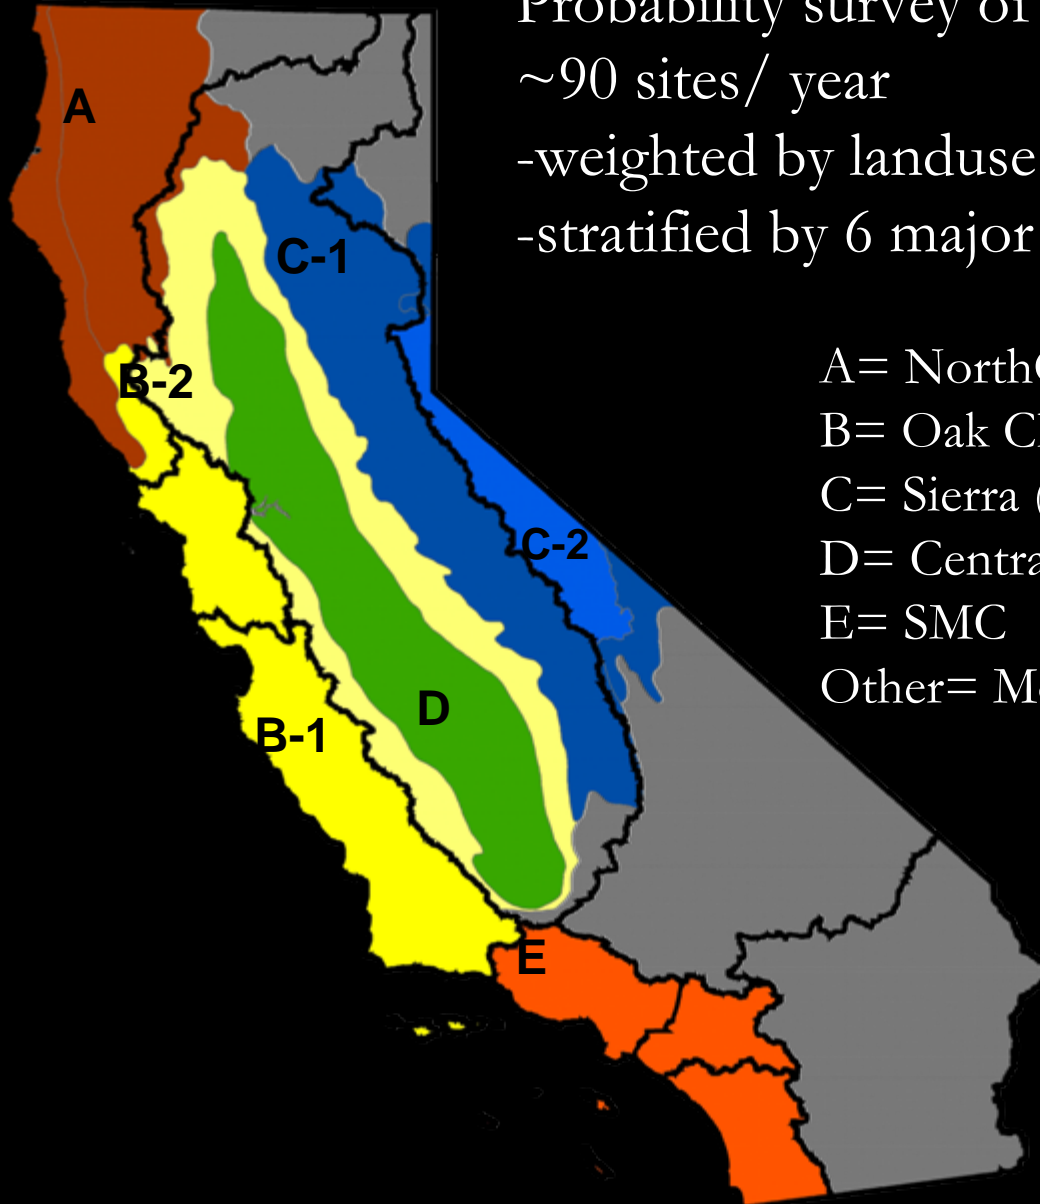 Probability survey of
~90 sites/ year
-weighted by landuse
-stratified by 6 major
A= North
B= Oak
C= Sierra
D=
E= SMC
Other=
A
C-1
B-2
C-2
D
B-1
E